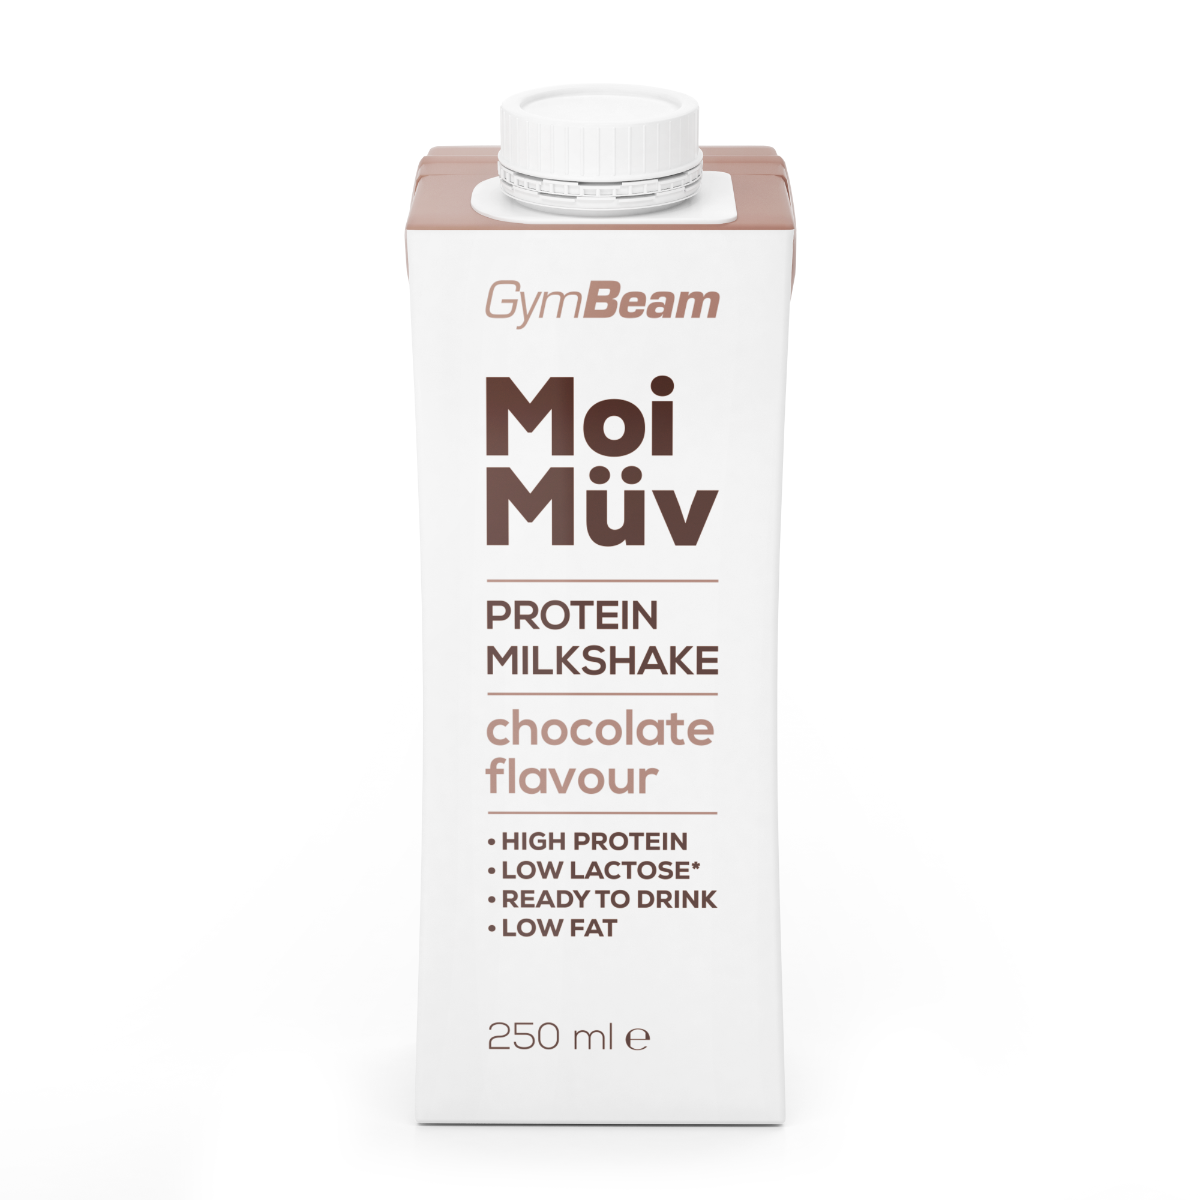 GymBeam
Moi
Müv
PROTEIN
MILKSHAKE
chocolate
flavour
• HIGH PROTEIN
• LOW LACTOSE*
• READY TO DRINK
• LOW FAT
250 ml ℮